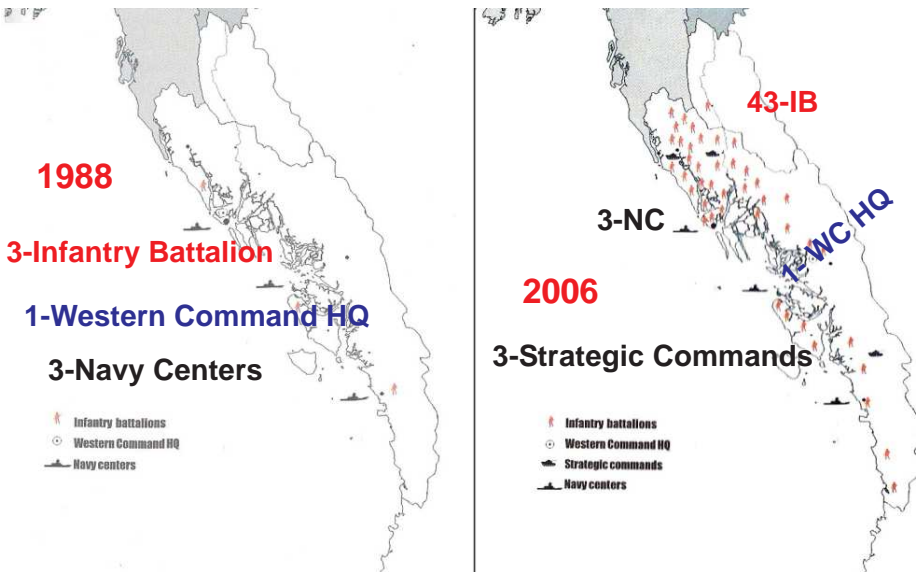 1988
3-Infantry Battalion
1-Western Command HQ
3-Navy Centers
Infantry battalions
Western Command HQ
Navy centers
43-IB
3-NC
1- WC HQ
2006
3-Strategic Commands
Infantry battalions
Western Command HQ
Strategic commands
Navy centers